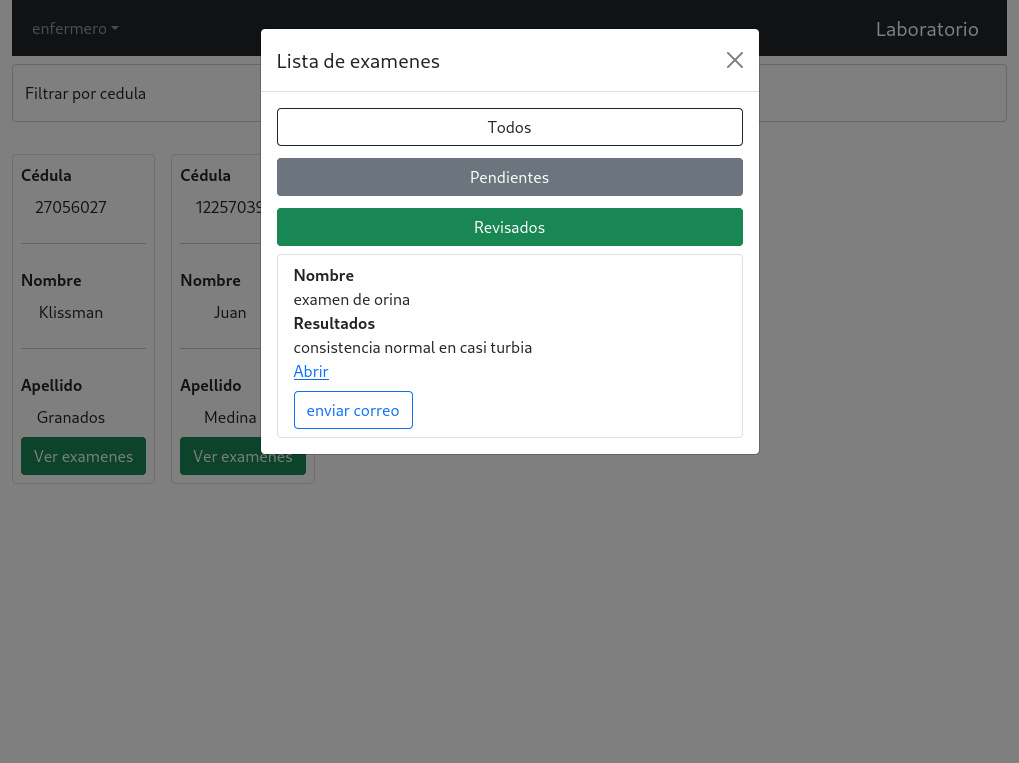 enfermero
Laboratorio
Filtrar por cedula
Cédula
27056027
Nombre
Klissman
Apellido
Granados
Ver examenes
Cédula
12257039
Nombre
Juan
Apellido
Medina
Ver examenes
Lista de examenes
Todos
Pendientes
Revisados
Nombre
examen de orina
Resultados
consistencia normal en casi turbia
Abrir
enviar correo